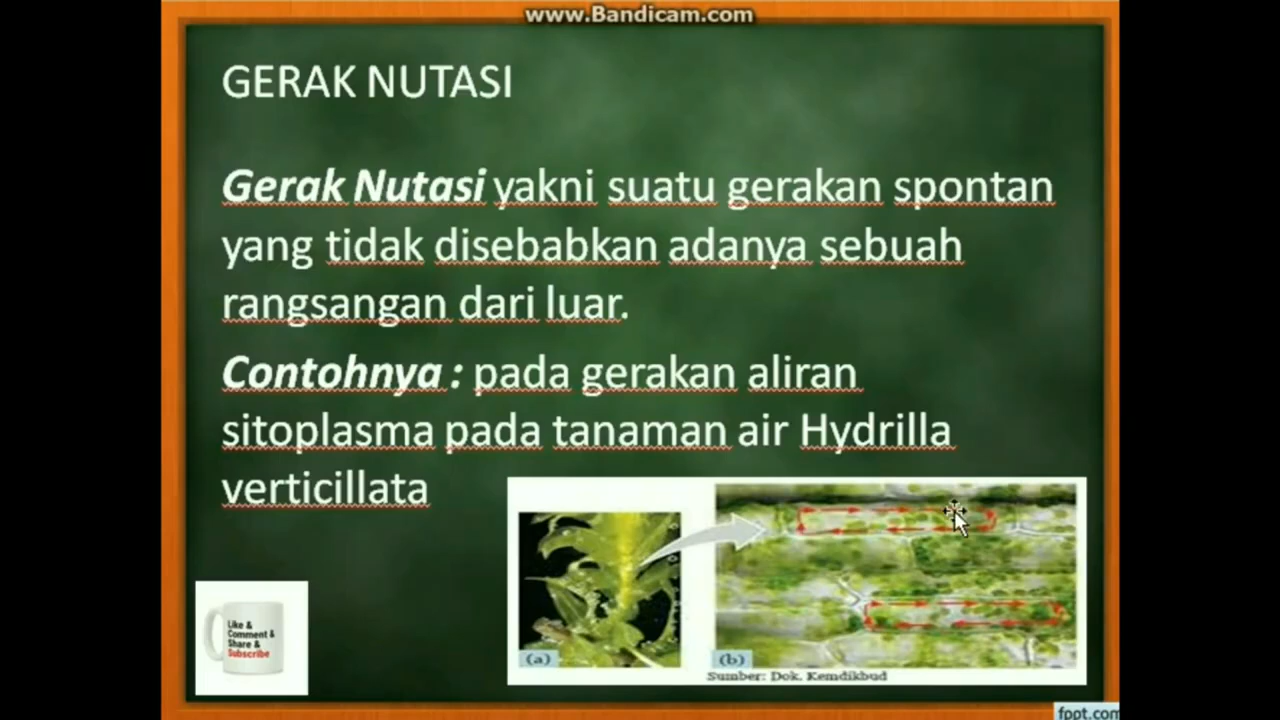 www.Bandicam.com
GERAK NUTASI
Gerak Nutasi yakni suatu gerakan spontan
yang tidak disebabkan adanya sebuah
rangsangan dari luar.
Contohnya : pada gerakan aliran
sitoplasma pada tanaman air Hydrilla
verticillata
Like &
Comment &
Share &
Subscribe
(a)
(b)
Sumber: Dok. Kemdikbud
fppt.com